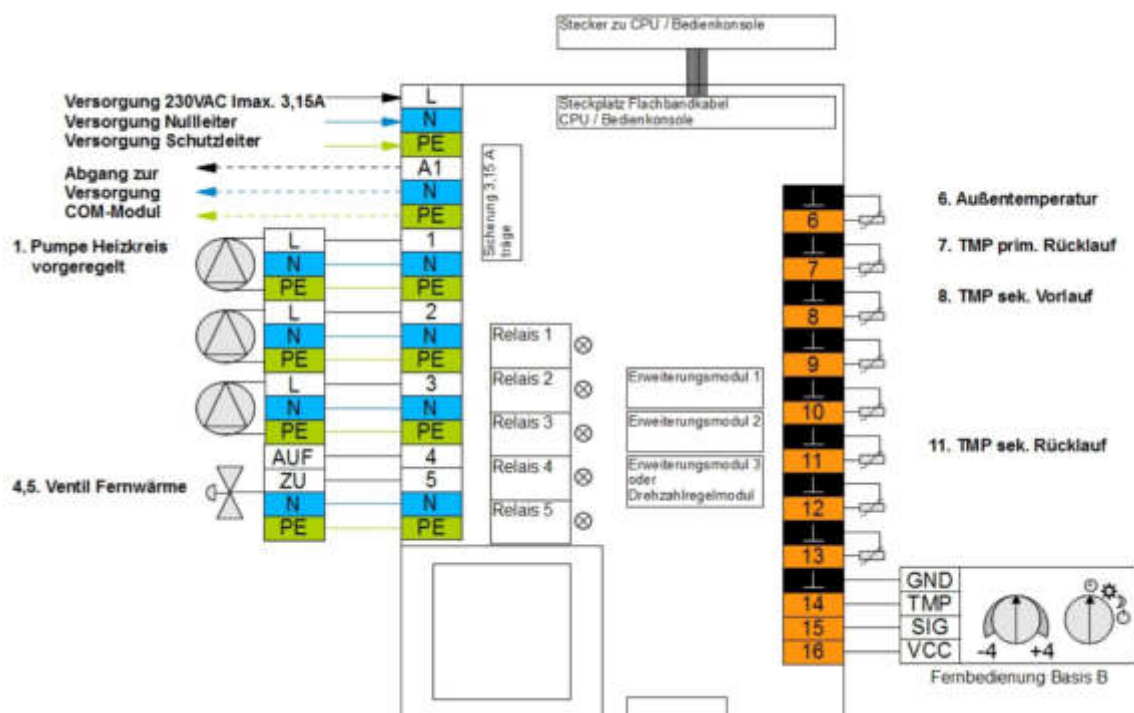 Stecker zu CPU / Bedienkonsole
Steckplatz Flachbandkabel
CPU / Bedienkonsole
Versorgung 230VAC Imax. 3,15A
Versorgung Nullleiter
Versorgung Schutzleiter
Abgang zur
Versorgung
COM-Modul
1. Pumpe Heizkreis
vorgeregelt
4,5. Ventil Fernwärme
L
N
PE
L
N
PE
L
N
PE
AUF
ZU
N
PE
L
N
PE
A1
N
PE
1
N
PE
2
N
PE
3
N
PE
4
5
N
PE
Sicherung 3,15 A
träge
Relais 1
Relais 2
Relais 3
Relais 4
Relais 5
Erweiterungsmodul 1
Erweiterungsmodul 2
Erweiterungsmodul 3
oder
Drehzahlregelmodul
6
7
8
9
10
11
12
13
14
15
16
6. Außentemperatur
7. TMP prim. Rücklauf
8. TMP sek. Vorlauf
11. TMP sek. Rücklauf
GND
TMP
SIG
VCC
-4 +4
Fernbedienung Basis B